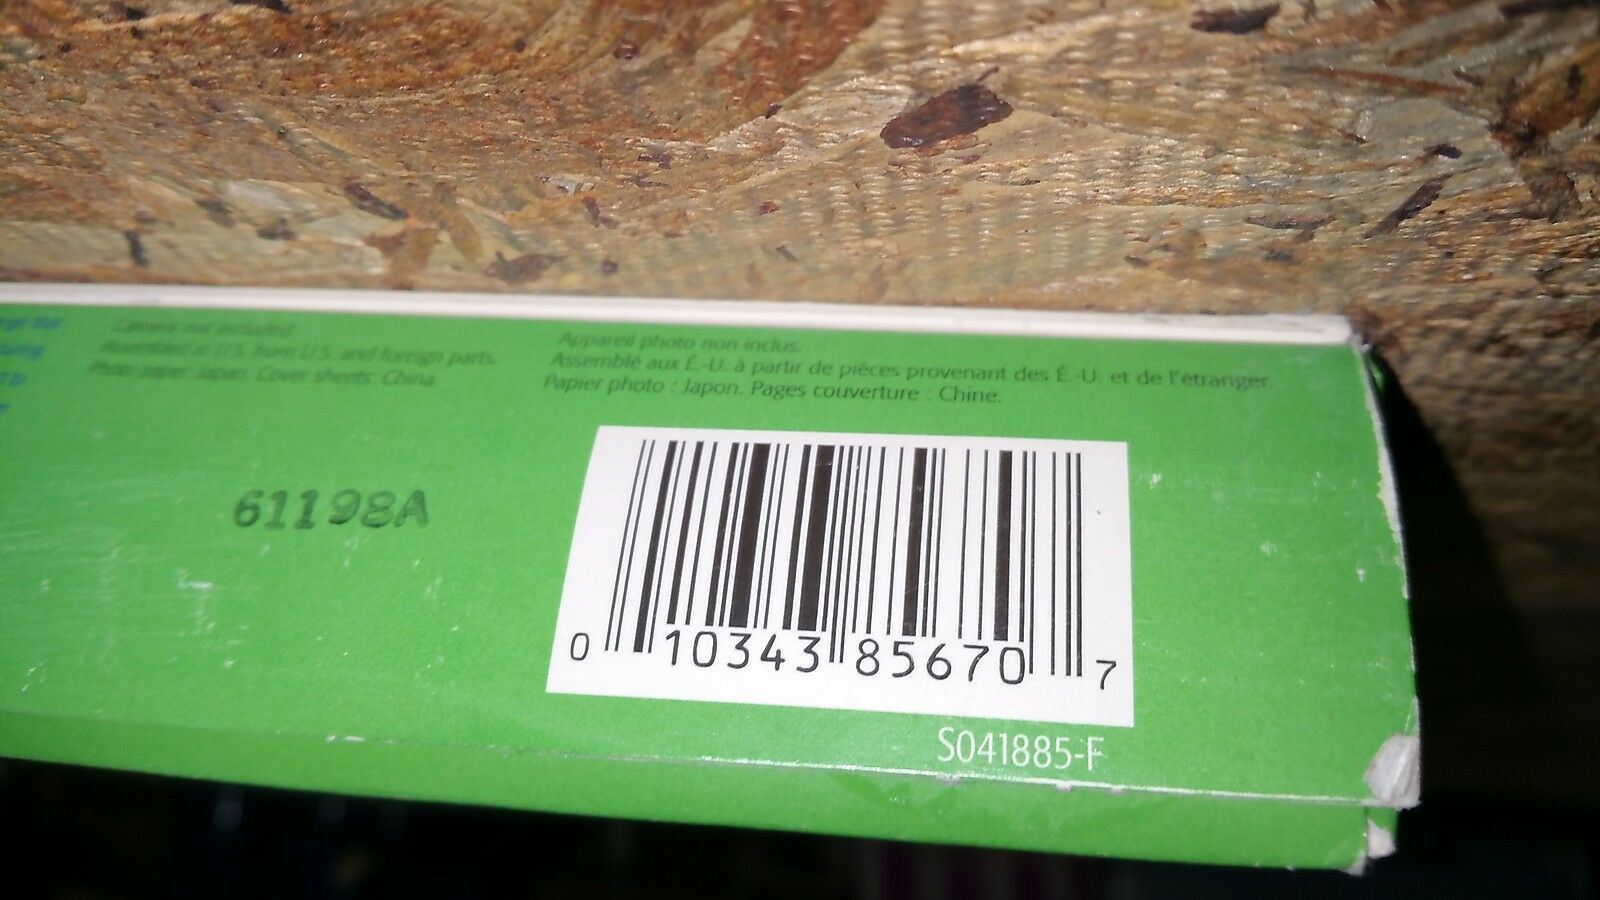 Camera not included
Assembled in U.S. from U.S. and foreign parts.
Photo paper: Japan. Cover sheets: China.
Appareil photo non inclus.
Assemblé aux É.-U. à partir de pièces provenant des É.-U. et de l'étranger.
Papier photo : Japon. Pages couverture : Chine.
61198A
0 10343 85670 7
S041885-F